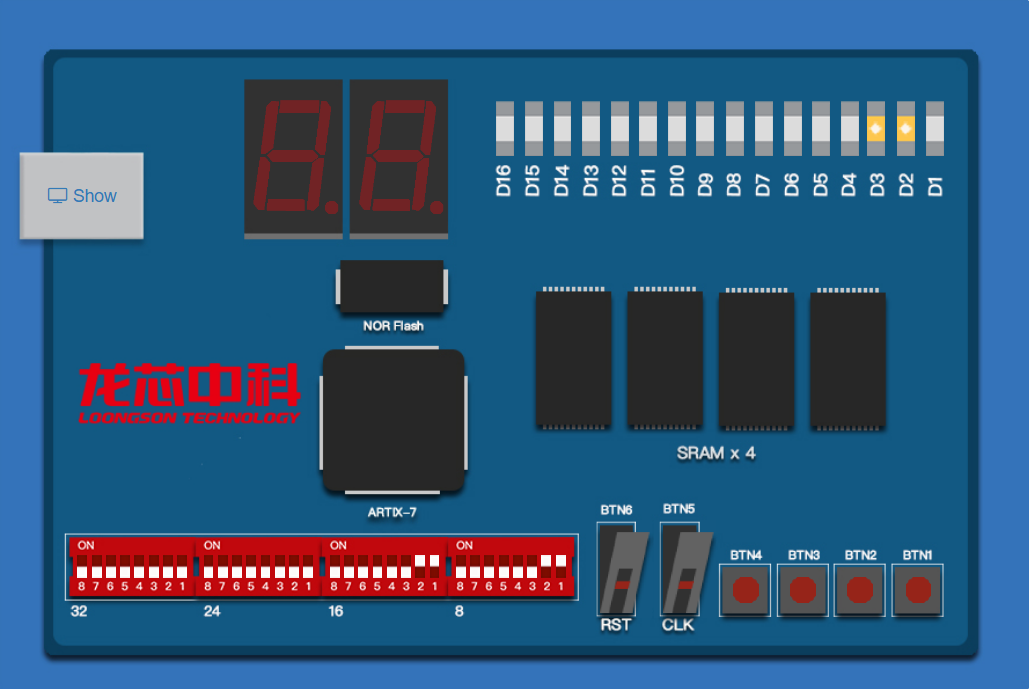 D16 D15 D14 D13 D12 D11 D10 D9 D8 D7 D6 D5 D4 D3 D2 D1
Show
NOR Flash
龙芯中科
LOONGSON TECHNOLOGY
SRAM x 4
ARTIX-7
BTN6 BTN5
ON ON ON ON
BTN4 BTN3 BTN2 BTN1
8 7 6 5 4 3 2 1 8 7 6 5 4 3 2 1 8 7 6 5 4 3 2 1 8 7 6 5 4 3 2 1
32 24 16 8
RST CLK